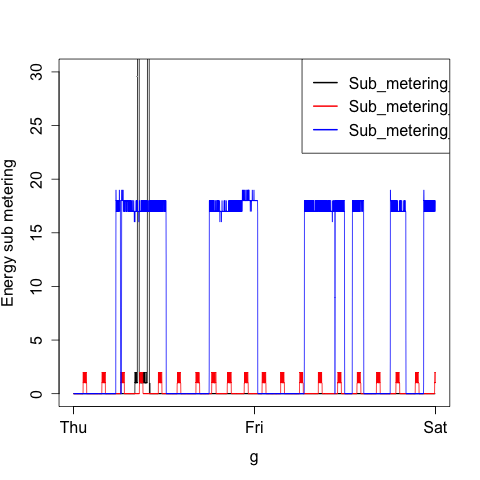 30
25
20
15
10
5
0
Energy sub metering
Sub_metering_
Sub_metering_
Sub_metering_
Thu Fri Sat
g